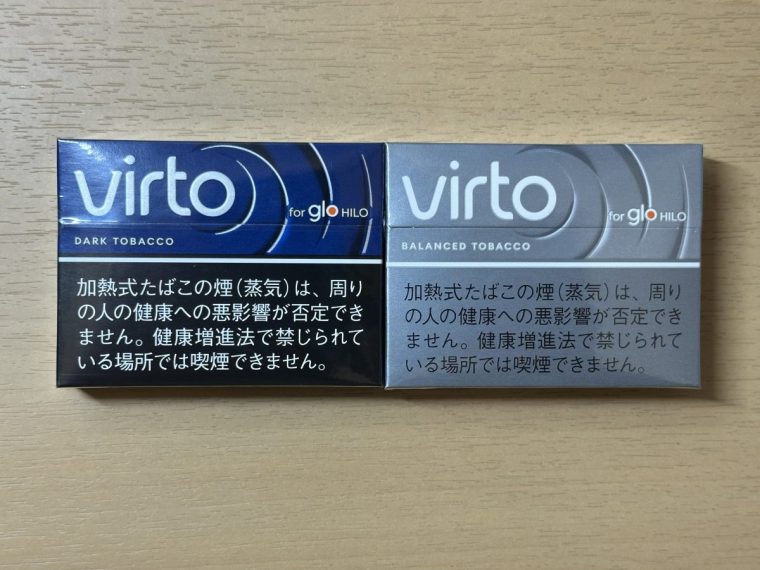 virto
for glo HILO
DARK TOBACCO
加熱式たばこの煙（蒸気）は、周り
の人の健康への悪影響が否定でき
ません。健康増進法で禁じられて
いる場所では喫煙できません。
virto
for glo HILO
BALANCED TOBACCO
加熱式たばこの煙（蒸気）は、周り
の人の健康への悪影響が否定でき
ません。健康増進法で禁じられて
いる場所では喫煙できません。